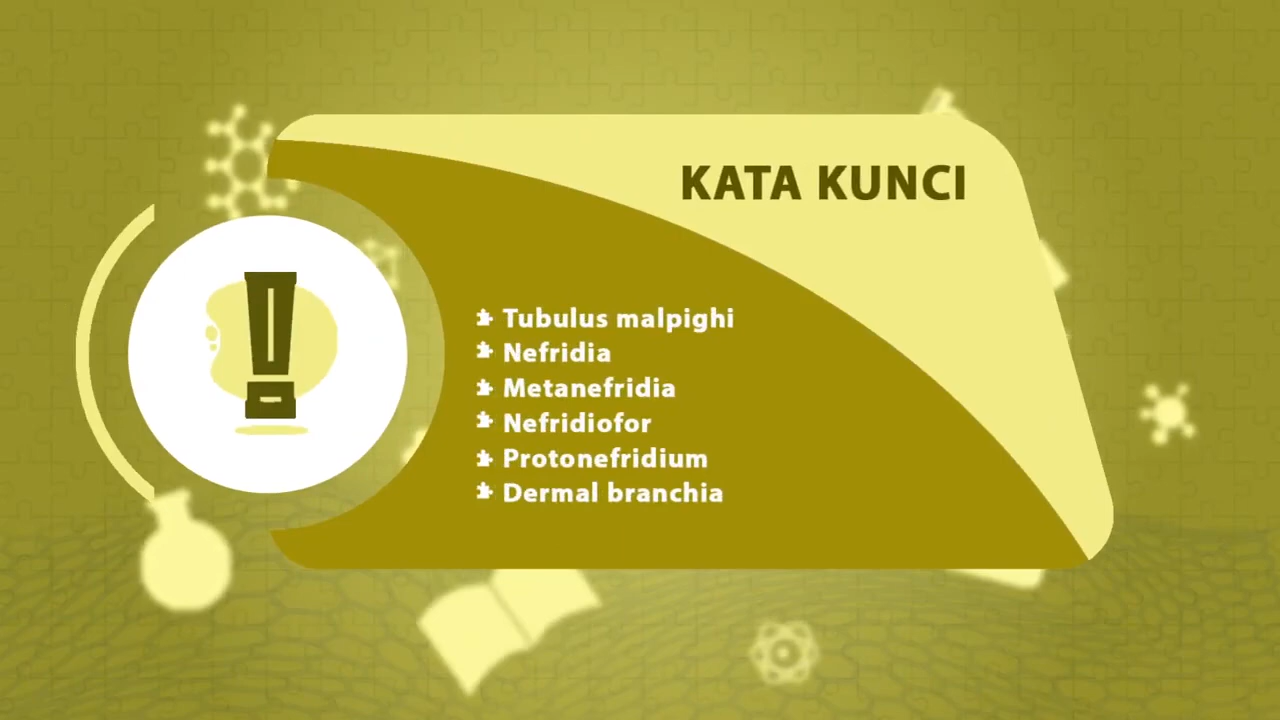 KATA KUNCI
Tubulus malpighi
Nefridia
Metanefridia
Nefridiofor
Protonefridium
Dermal branchia